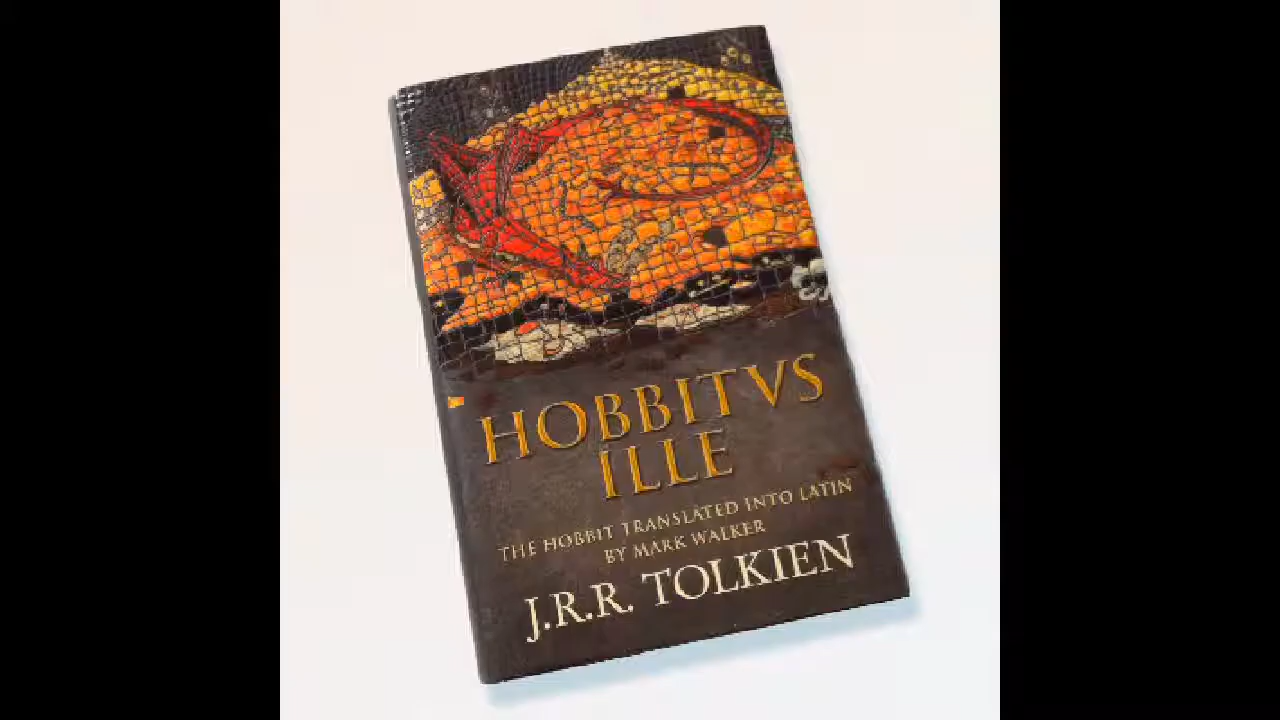 HOBBITVS
ILLE
THE HOBBIT TRANSLATED INTO LATIN
BY MARK WALKER
J.R.R. TOLKIEN